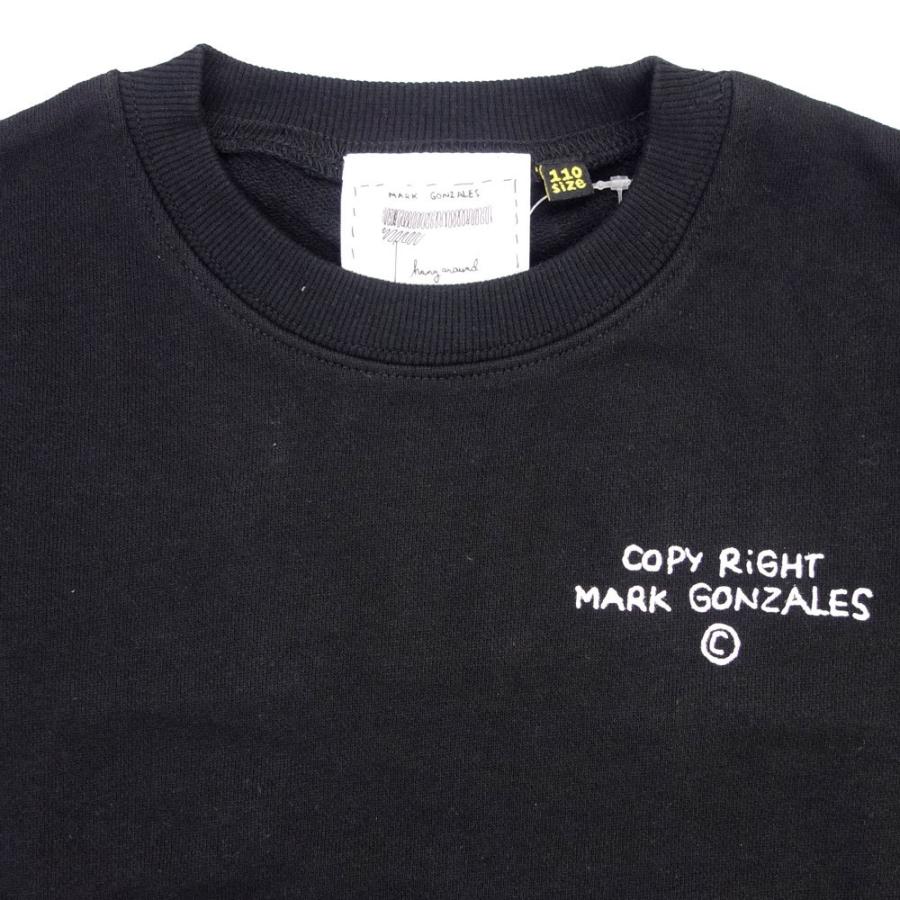 MARK GONZALES
hang around
110
size
COPY RiGHT
MARK GONZALES
©